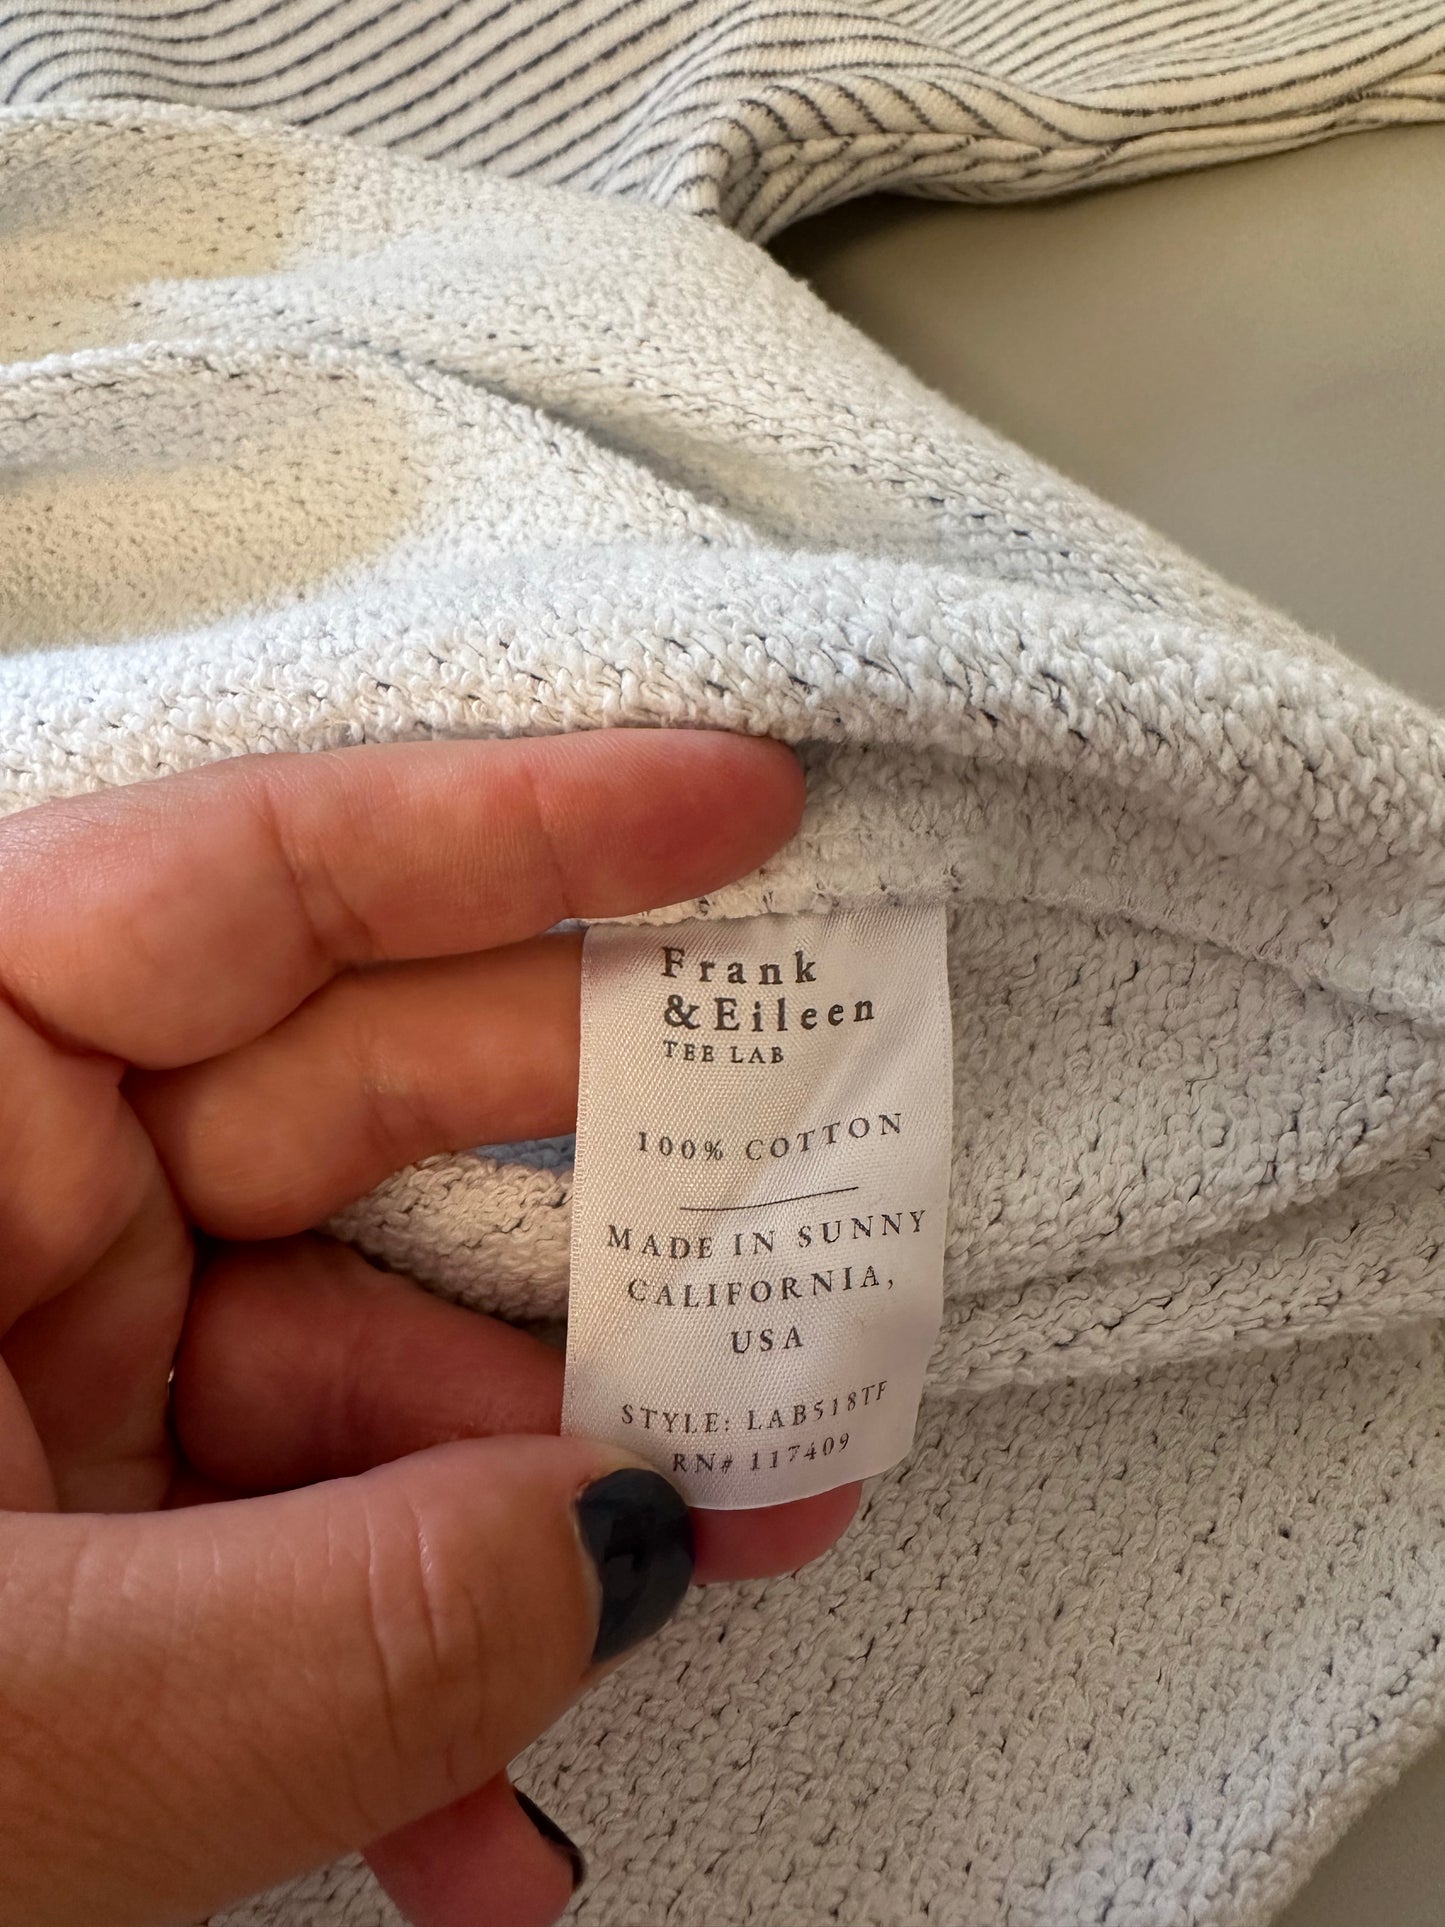 Frank
&Eileen
TEE LAB
100% COTTON
MADE IN SUNNY
CALIFORNIA,
USA
STYLE: LAB518TF
RN# 117409